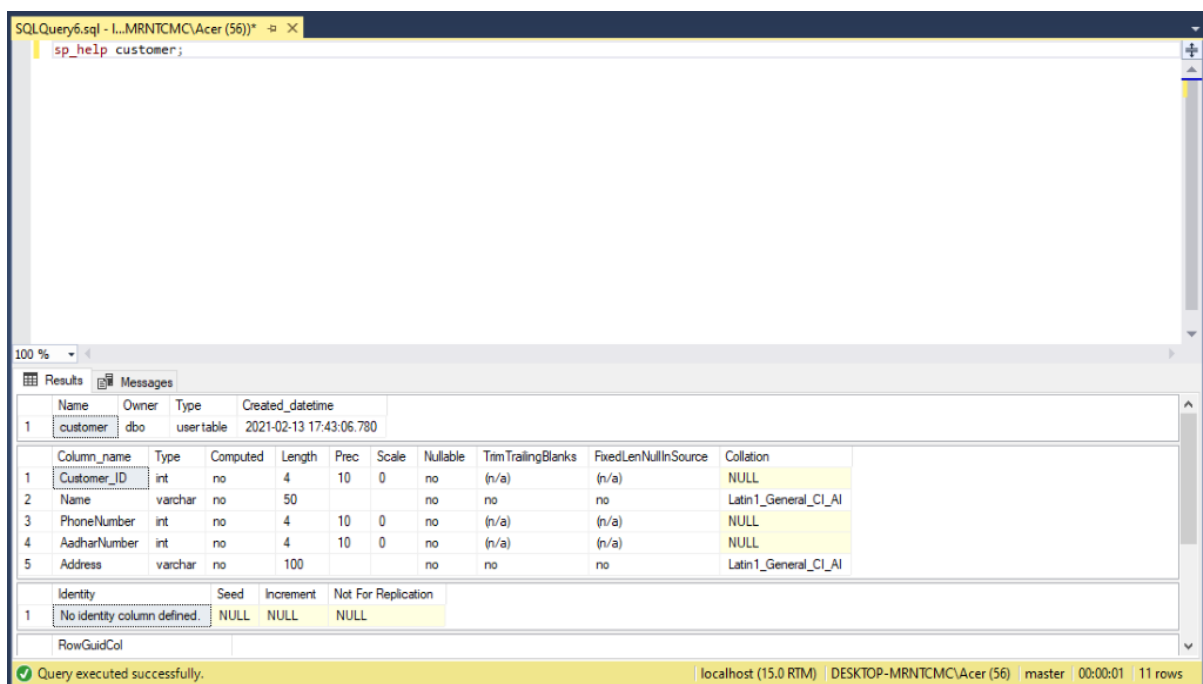 SQLQuery6.sql - l...MRNTCMC\Acer (56))*
sp_help customer;
100 %
Results Messages
Name Owner Type Created_datetime
1 customer dbo user table 2021-02-13 17:43:06.780
Column_name Type Computed Length Prec Scale Nullable TrimTrailingBlanks FixedLenNullInSource Collation
1 Customer_ID int no 4 10 0 no (n/a) (n/a) NULL
2 Name varchar no 50 no no no Latin1_General_CI_AI
3 PhoneNumber int no 4 10 0 no (n/a) (n/a) NULL
4 AadharNumber int no 4 10 0 no (n/a) (n/a) NULL
5 Address varchar no 100 no no no Latin1_General_CI_AI
Identity Seed Increment Not For Replication
1 No identity column defined. NULL NULL NULL
RowGuidCol
Query executed successfully. localhost (15.0 RTM) DESKTOP-MRNTCMC\Acer (56) master 00:00:01 11 rows